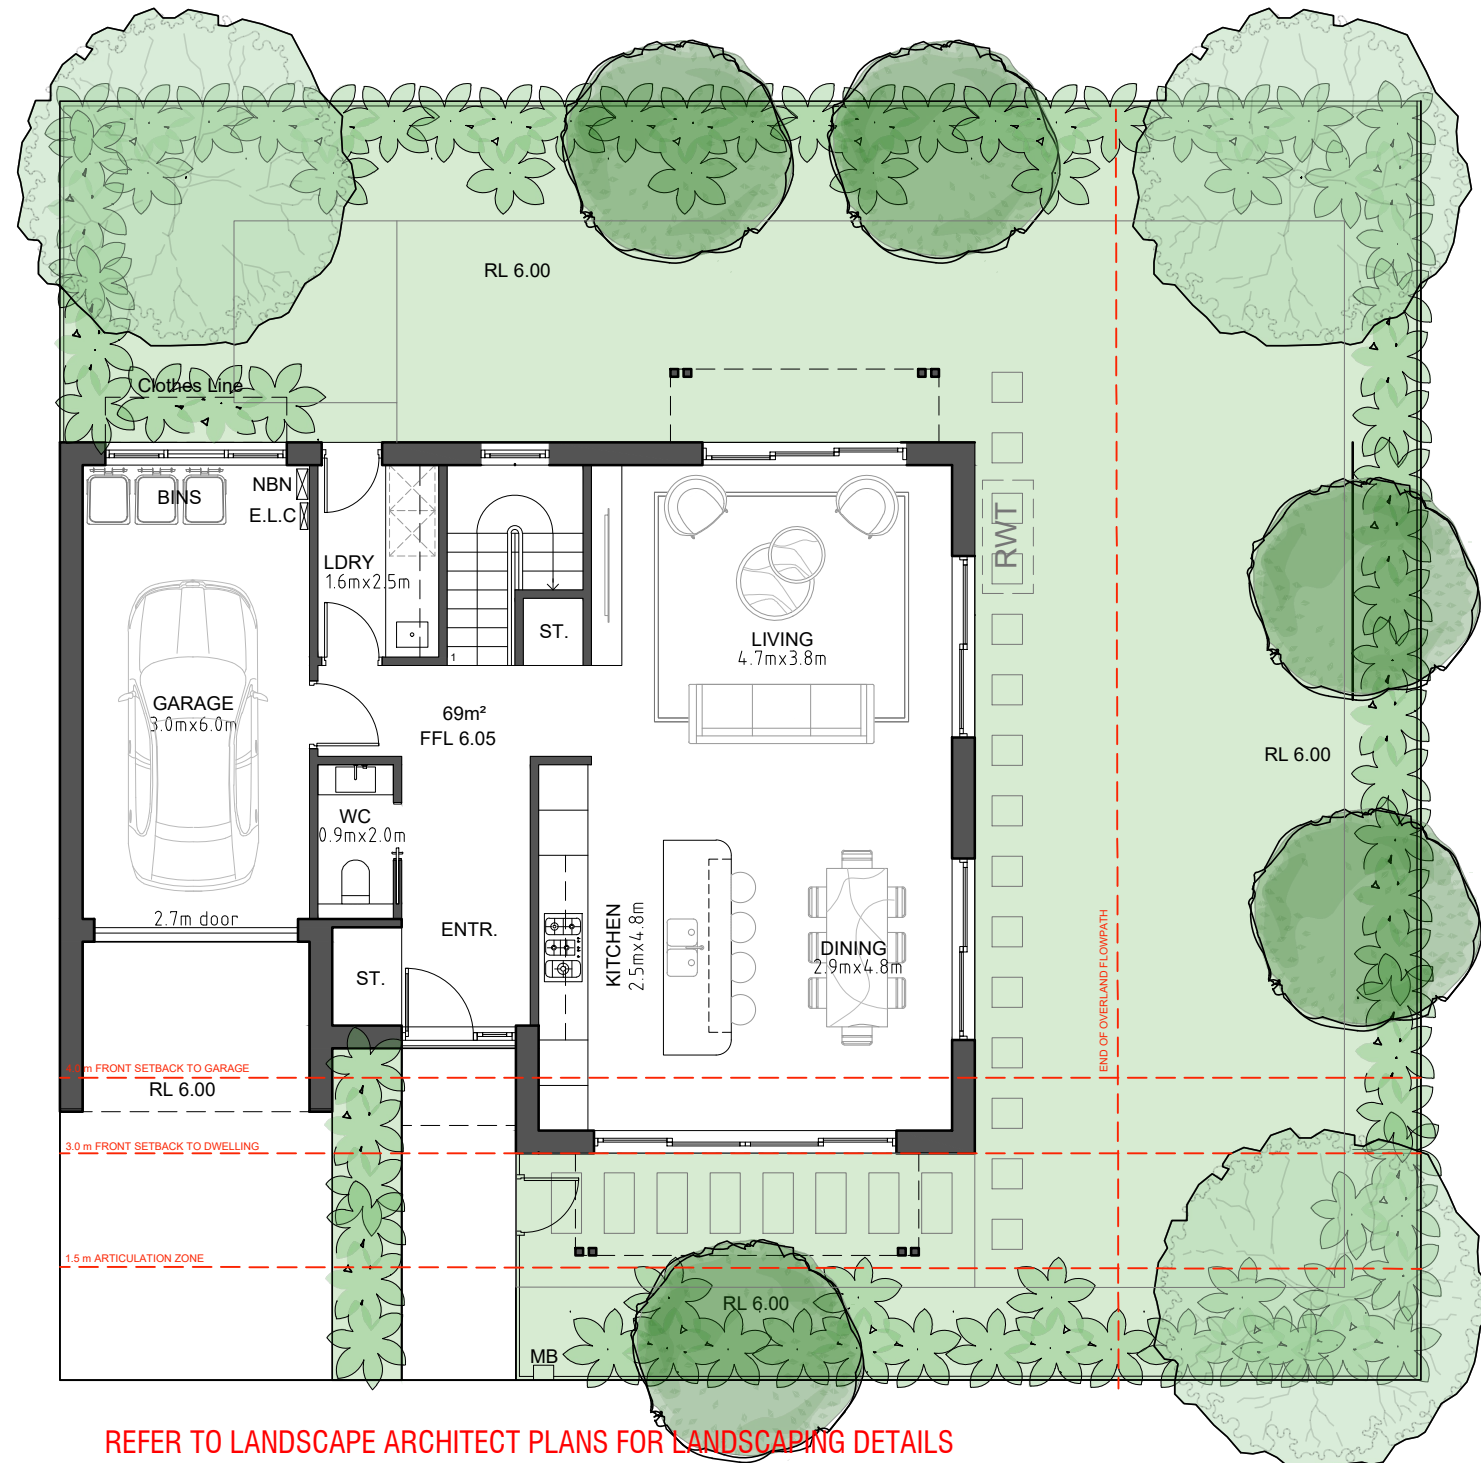 RL 6.00
Clothes Line
BINS
NBN
E.L.C
RWT
LDRY
1.6mx2.5m
ST.
LIVING
4.7mx3.8m
GARAGE
3.0mx6.0m
69m²
FFL 6.05
RL 6.00
1
WC
0.9mx2.0m
2.7m door
ENTR.
KITCHEN
2.5mx4.8m
DINING
2.9mx4.8m
ST.
END OF OVERLAND FLOWPATH
m FRONT SETBACK TO GARAGE
RL 6.00
3.0 m FRONT SETBACK TO DWELLING
1.5 m ARTICULATION ZONE
RL 6.00
MB
REFER TO LANDSCAPE ARCHITECT PLANS FOR LANDSCAPING DETAILS